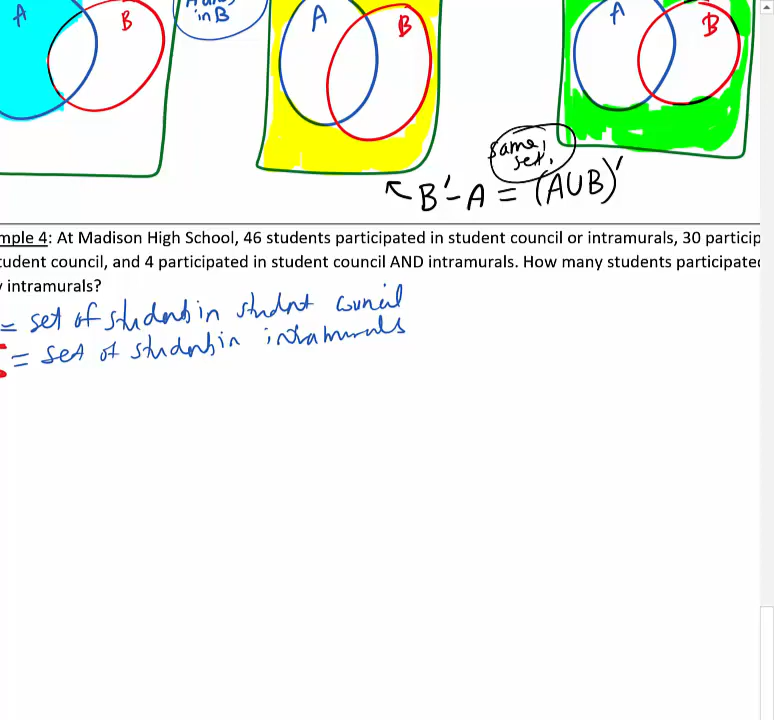 A
B
in B
A
B
A
B
same!
set.
B' - A = (A∪B)'
mple 4: At Madison High School, 46 students participated in student council or intramurals, 30 particip
tudent council, and 4 participated in student council AND intramurals. How many students participated
intramurals?
= set of students in student council
= set of students in intramurals